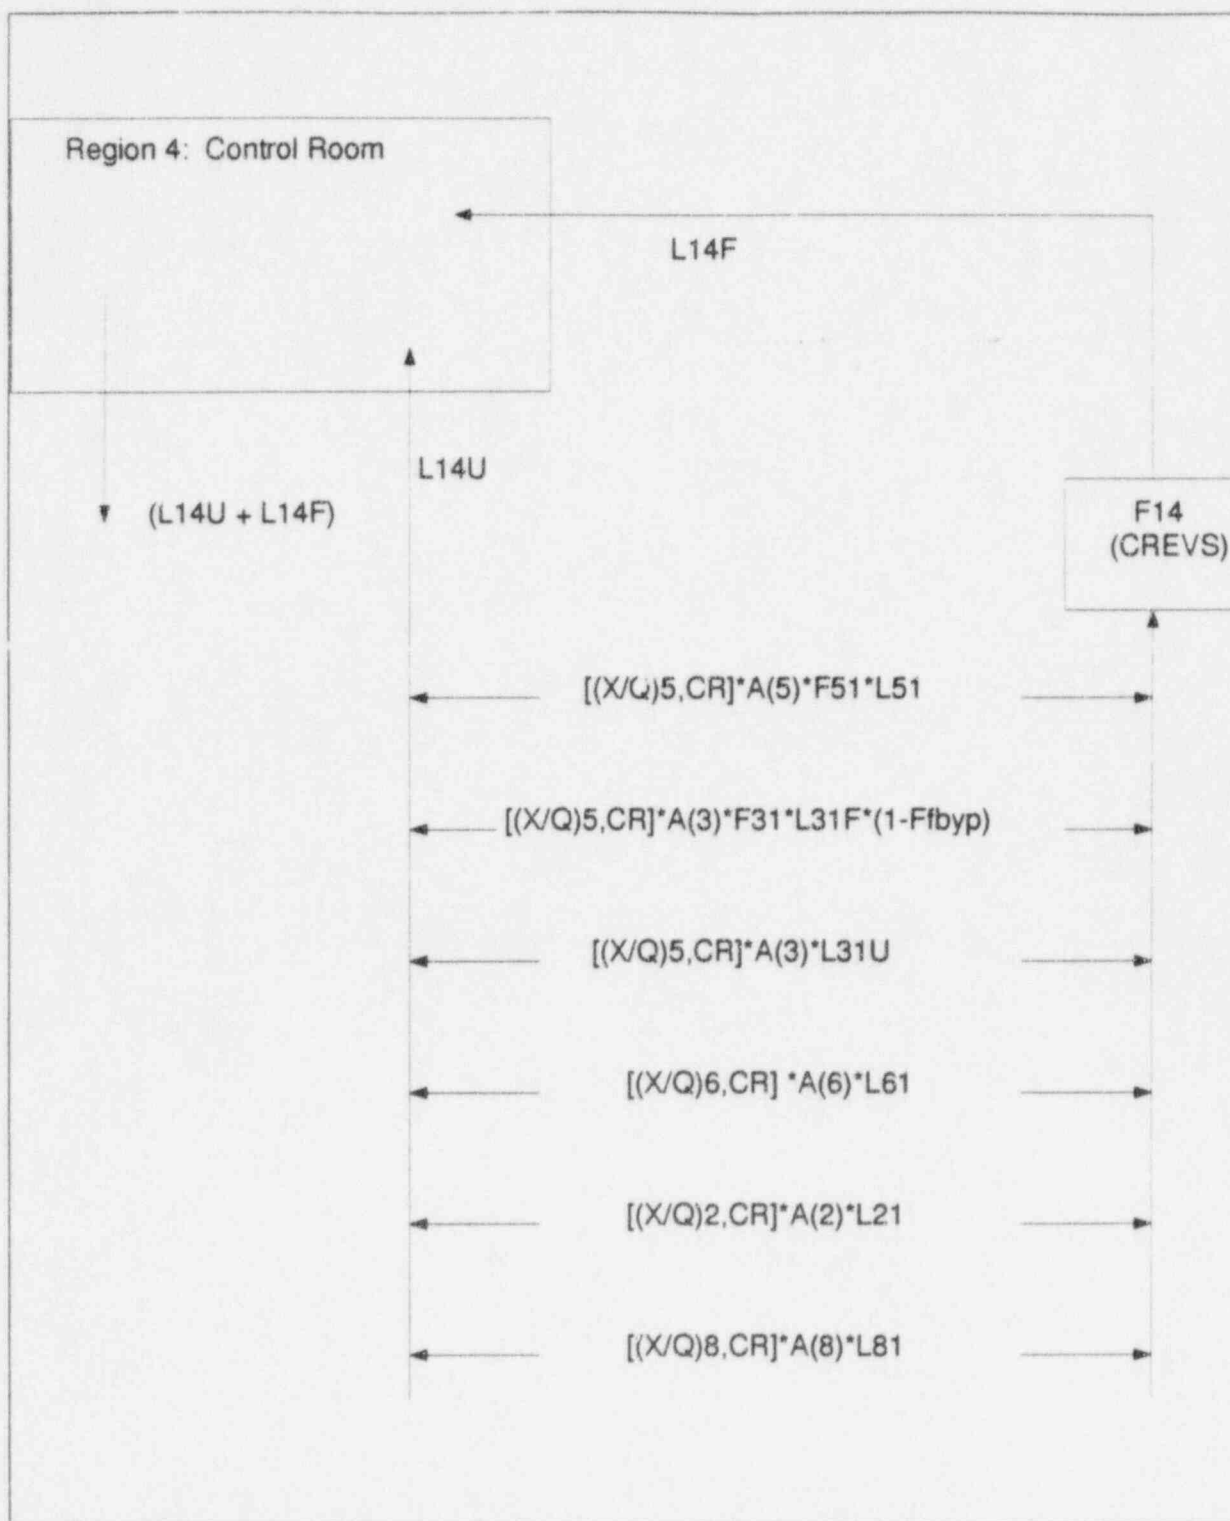 Region 4: Control Room
L14F
L14U
(L14U + L14F)
F14
(CREVS)
[(X/Q)5,CR]*A(5)*F51*L51
[(X/Q)5,CR]*A(3)*F31*L31F*(1-Ffbyp)
[(X/Q)5,CR]*A(3)*L31U
[(X/Q)6,CR] *A(6)*L61
[(X/Q)2,CR]*A(2)*L21
[(X/Q)8,CR]*A(8)*L81